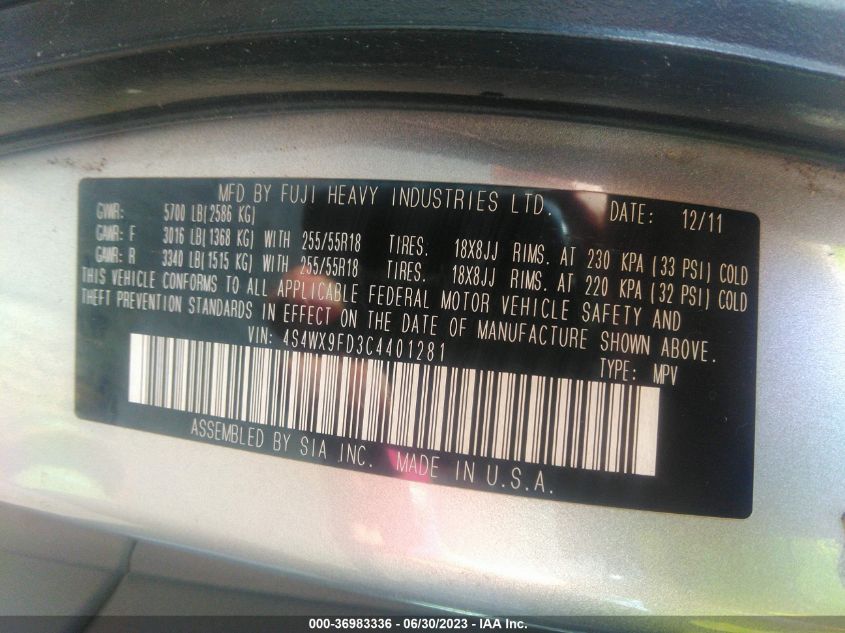 MFD BY FUJI HEAVY INDUSTRIES LTD. DATE: 12/11
GVWR: 5700 LB(2586 KG)
GAWR: F 3016 LB(1368 KG) WITH 255/55R18 TIRES. 18X8JJ RIMS. AT 230 KPA (33 PSI) COLD
GAWR: R 3340 LB(1515 KG) WITH 255/55R18 TIRES. 18X8JJ RIMS. AT 220 KPA (32 PSI) COLD
THIS VEHICLE CONFORMS TO ALL APPLICABLE FEDERAL MOTOR VEHICLE SAFETY AND
THEFT PREVENTION STANDARDS IN EFFECT ON THE DATE OF MANUFACTURE SHOWN ABOVE.
VIN: 4S4WX9FD3C4401281
TYPE: MPV
ASSEMBLED BY SIA INC. MADE IN U.S.A.
000-36983336 - 06/30/2023 - IAA Inc.